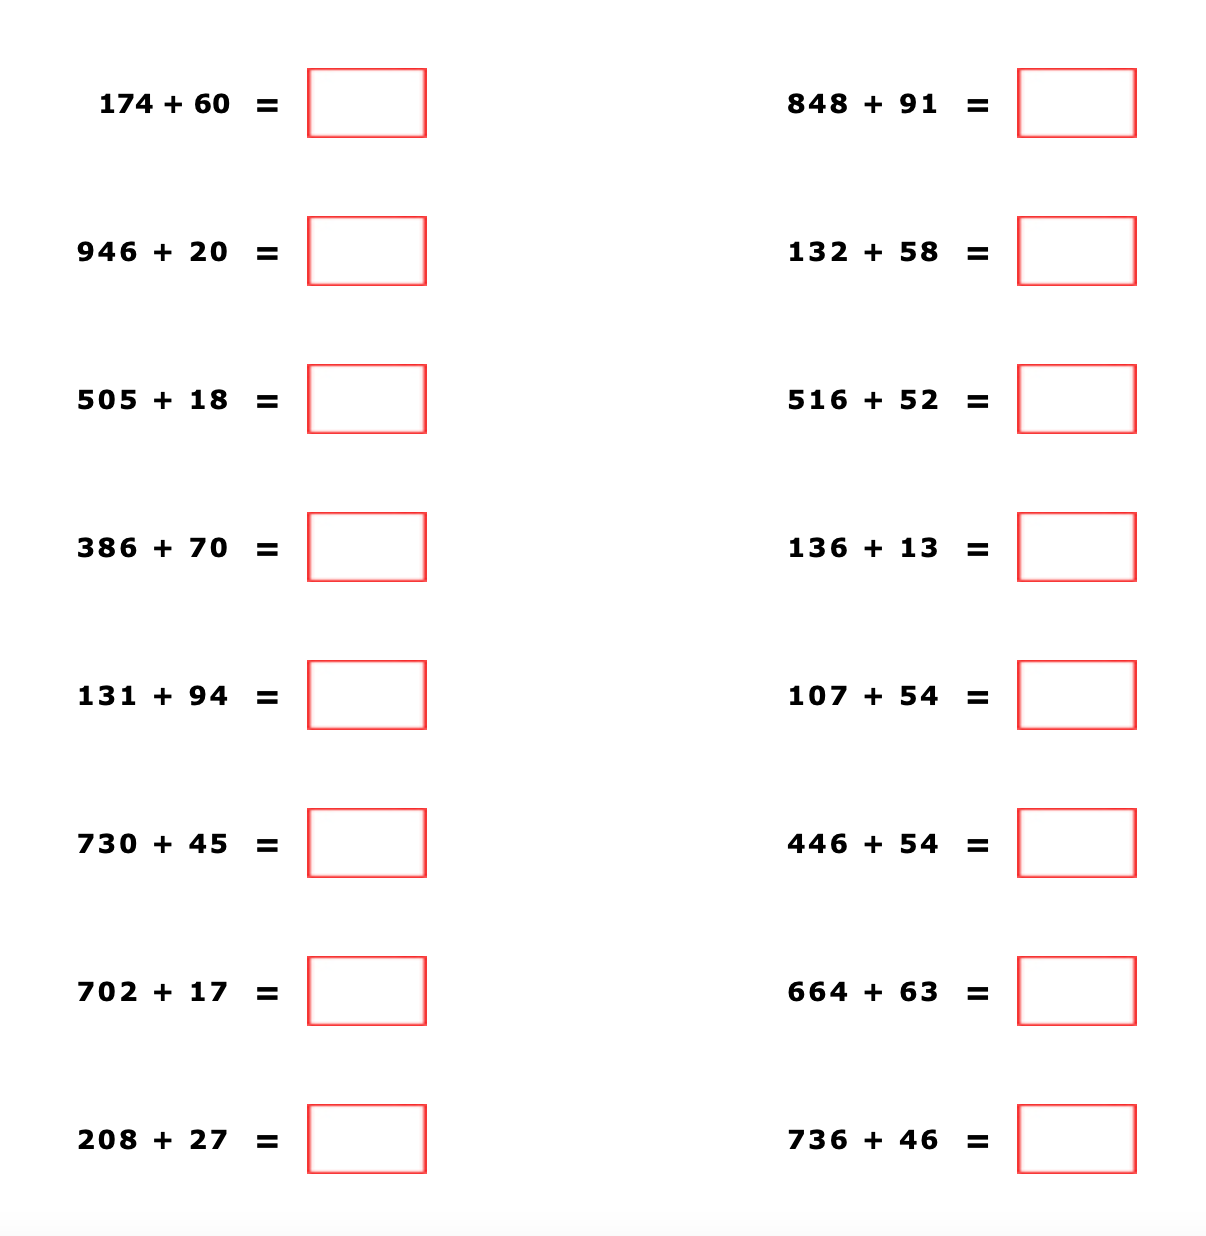 174 + 60 = 848 + 91 =
946 + 20 = 132 + 58 =
505 + 18 = 516 + 52 =
386 + 70 = 136 + 13 =
131 + 94 = 107 + 54 =
730 + 45 = 446 + 54 =
702 + 17 = 664 + 63 =
208 + 27 = 736 + 46 =